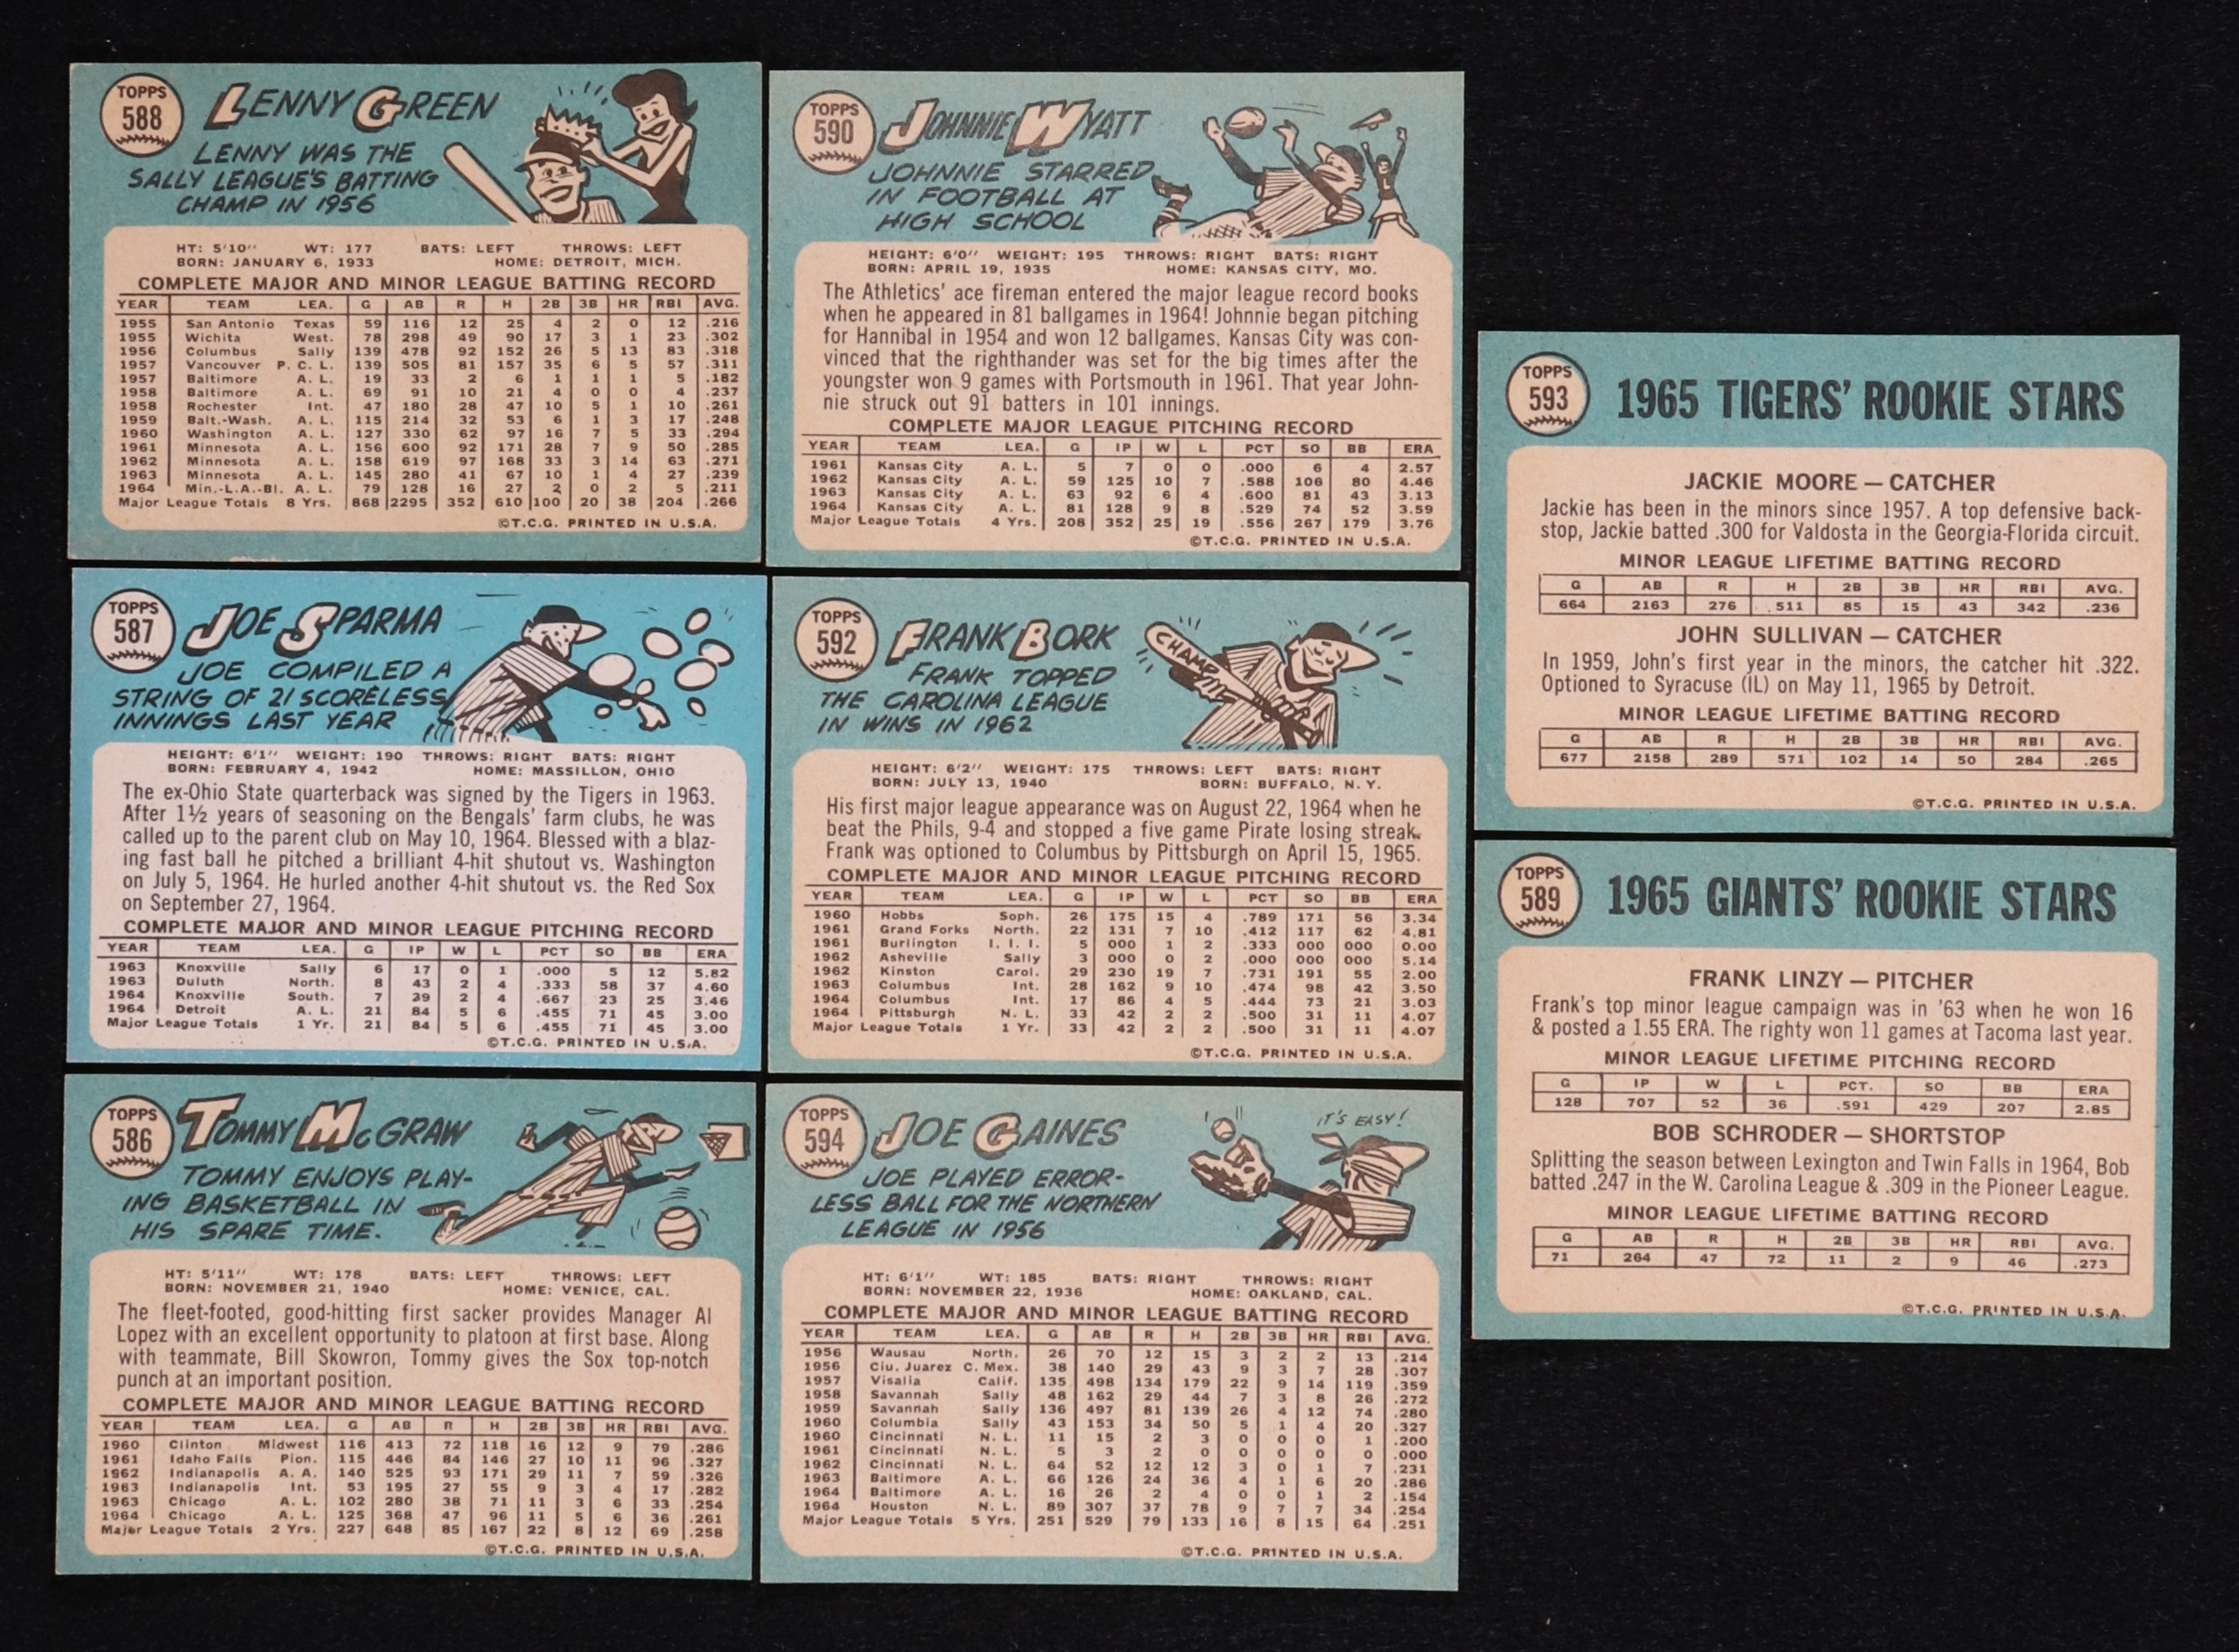 TOPPS
588
LENNY GREEN
LENNY WAS THE
SALLY LEAGUE'S BATTING
CHAMP IN 1956
HT: 5'10" WT: 177 BATS: LEFT THROWS: LEFT
BORN: JANUARY 6, 1933 HOME: DETROIT, MICH.
COMPLETE MAJOR AND MINOR LEAGUE BATTING RECORD
YEAR TEAM LEA. G AB R H 2B 3B HR RBI AVG.
1955 San Antonio Texas 59 116 12 25 4 2 0 12 .216
1955 Wichita West. 78 298 49 90 17 3 1 23 .302
1956 Columbus Sally 139 478 92 152 26 5 13 83 .318
1957 Vancouver P. C. L. 139 505 81 157 35 6 5 57 .311
1957 Baltimore A. L. 19 33 2 6 1 1 1 5 .182
1958 Baltimore A. L. 69 91 10 21 4 0 0 4 .237
1958 Rochester Int. 47 180 28 47 10 5 1 10 .261
1959 Balt.-Wash. A. L. 115 214 32 53 6 1 3 17 .248
1960 Washington A. L. 127 330 62 97 16 7 5 33 .294
1961 Minnesota A. L. 156 600 92 171 28 7 9 50 .285
1962 Minnesota A. L. 158 619 97 168 33 3 14 63 .271
1963 Minnesota A. L. 145 280 41 67 10 1 4 27 .239
1964 Min.-L.A.-Bl. A. L. 79 128 16 27 2 0 2 5 .211
Major League Totals 8 Yrs. 868 2295 352 610 100 20 38 204 .266
©T.C.G. PRINTED IN U.S.A.
TOPPS
590
JOHNNIE WYATT
JOHNNIE STARRED
IN FOOTBALL AT
HIGH SCHOOL
HEIGHT: 6'0" WEIGHT: 195 THROWS: RIGHT BATS: RIGHT
BORN: APRIL 19, 1935 HOME: KANSAS CITY, MO.
The Athletics' ace fireman entered the major league record books
when he appeared in 81 ballgames in 1964! Johnnie began pitching
for Hannibal in 1954 and won 12 ballgames. Kansas City was con-
vinced that the righthander was set for the big times after the
youngster won 9 games with Portsmouth in 1961. That year John-
nie struck out 91 batters in 101 innings.
COMPLETE MAJOR LEAGUE PITCHING RECORD
YEAR TEAM LEA. G IP W L PCT SO BB ERA
1961 Kansas City A. L. 5 7 0 0 .000 6 4 2.57
1962 Kansas City A. L. 59 125 10 7 .588 106 80 4.46
1963 Kansas City A. L. 63 92 6 4 .600 81 43 3.13
1964 Kansas City A. L. 81 128 9 8 .529 74 52 3.59
Major League Totals 4 Yrs. 208 352 25 19 .556 267 179 3.76
©T.C.G. PRINTED IN U.S.A.
TOPPS
593
1965 TIGERS' ROOKIE STARS
JACKIE MOORE — CATCHER
Jackie has been in the minors since 1957. A top defensive back-
stop, Jackie batted .300 for Valdosta in the Georgia-Florida circuit.
MINOR LEAGUE LIFETIME BATTING RECORD
G AB R H 2B 3B HR RBI AVG.
664 2163 276 511 85 15 43 342 .236
JOHN SULLIVAN — CATCHER
In 1959, John's first year in the minors, the catcher hit .322.
Optioned to Syracuse (IL) on May 11, 1965 by Detroit.
MINOR LEAGUE LIFETIME BATTING RECORD
G AB R H 2B 3B HR RBI AVG.
677 2158 289 571 102 14 50 284 .265
©T.C.G. PRINTED IN U.S.A.
TOPPS
587
JOE SPARMA
JOE COMPILED A
STRING OF 21 SCORELESS
INNINGS LAST YEAR
HEIGHT: 6'1" WEIGHT: 190 THROWS: RIGHT BATS: RIGHT
BORN: FEBRUARY 4, 1942 HOME: MASSILLON, OHIO
The ex-Ohio State quarterback was signed by the Tigers in 1963.
After 1½ years of seasoning on the Bengals' farm clubs, he was
called up to the parent club on May 10, 1964. Blessed with a blaz-
ing fast ball he pitched a brilliant 4-hit shutout vs. Washington
on July 5, 1964. He hurled another 4-hit shutout vs. the Red Sox
on September 27, 1964.
COMPLETE MAJOR AND MINOR LEAGUE PITCHING RECORD
YEAR TEAM LEA. G IP W L PCT SO BB ERA
1963 Knoxville Sally 6 17 0 1 .000 5 12 5.82
1963 Duluth North. 8 43 2 4 .333 58 37 4.60
1964 Knoxville South. 7 39 2 4 .667 23 25 3.46
1964 Detroit A. L. 21 84 5 6 .455 71 45 3.00
Major League Totals 1 Yr. 21 84 5 6 .455 71 45 3.00
©T.C.G. PRINTED IN U.S.A.
TOPPS
592
FRANK BORK
FRANK TOPPED
THE CAROLINA LEAGUE
IN WINS IN 1962
CHAMP
HEIGHT: 6'2" WEIGHT: 175 THROWS: LEFT BATS: RIGHT
BORN: JULY 13, 1940 BORN: BUFFALO, N. Y.
His first major league appearance was on August 22, 1964 when he
beat the Phils, 9-4 and stopped a five game Pirate losing streak.
Frank was optioned to Columbus by Pittsburgh on April 15, 1965.
COMPLETE MAJOR AND MINOR LEAGUE PITCHING RECORD
YEAR TEAM LEA. G IP W L PCT SO BB ERA
1960 Hobbs Soph. 26 175 15 4 .789 171 56 3.34
1961 Grand Forks North. 22 131 7 10 .412 117 62 4.81
1961 Burlington I. I. I. 5 000 1 2 .333 000 000 0.00
1962 Asheville Sally 3 000 0 2 .000 000 000 5.14
1962 Kinston Carol. 29 230 19 7 .731 191 55 2.00
1963 Columbus Int. 28 162 9 10 .474 98 42 3.50
1964 Columbus Int. 17 86 4 5 .444 73 21 3.03
1964 Pittsburgh N. L. 33 42 2 2 .500 31 11 4.07
Major League Totals 1 Yr. 33 42 2 2 .500 31 11 4.07
©T.C.G. PRINTED IN U.S.A.
TOPPS
589
1965 GIANTS' ROOKIE STARS
FRANK LINZY — PITCHER
Frank's top minor league campaign was in '63 when he won 16
& posted a 1.55 ERA. The righty won 11 games at Tacoma last year.
MINOR LEAGUE LIFETIME PITCHING RECORD
G IP W L PCT. SO BB ERA
128 707 52 36 .591 429 207 2.85
BOB SCHRODER — SHORTSTOP
Splitting the season between Lexington and Twin Falls in 1964, Bob
batted .247 in the W. Carolina League & .309 in the Pioneer League.
MINOR LEAGUE LIFETIME BATTING RECORD
G AB R H 2B 3B HR RBI AVG.
71 264 47 72 11 2 9 46 .273
©T.C.G. PRINTED IN U.S.A.
TOPPS
586
TOMMY McGRAW
TOMMY ENJOYS PLAY-
ING BASKETBALL IN
HIS SPARE TIME.
HT: 5'11" WT: 178 BATS: LEFT THROWS: LEFT
BORN: NOVEMBER 21, 1940 HOME: VENICE, CAL.
The fleet-footed, good-hitting first sacker provides Manager Al
Lopez with an excellent opportunity to platoon at first base. Along
with teammate, Bill Skowron, Tommy gives the Sox top-notch
punch at an important position.
COMPLETE MAJOR AND MINOR LEAGUE BATTING RECORD
YEAR TEAM LEA. G AB R H 2B 3B HR RBI AVG.
1960 Clinton Midwest 116 413 72 118 16 12 9 79 .286
1961 Idaho Falls Pion. 115 446 84 146 27 10 11 96 .327
1962 Indianapolis A. A. 140 525 93 171 29 11 7 59 .326
1963 Indianapolis Int. 53 195 27 55 9 3 4 17 .282
1963 Chicago A. L. 102 280 38 71 11 3 6 33 .254
1964 Chicago A. L. 125 368 47 96 11 5 6 36 .261
Major League Totals 2 Yrs. 227 648 85 167 22 8 12 69 .258
©T.C.G. PRINTED IN U.S.A.
TOPPS
594
JOE GAINES
JOE PLAYED ERROR-
LESS BALL FOR THE NORTHERN
LEAGUE IN 1956
IT'S EASY!
HT: 6'1" WT: 185 BATS: RIGHT THROWS: RIGHT
BORN: NOVEMBER 22, 1936 HOME: OAKLAND, CAL.
COMPLETE MAJOR AND MINOR LEAGUE BATTING RECORD
YEAR TEAM LEA. G AB R H 2B 3B HR RBI AVG.
1956 Wausau North. 26 70 12 15 3 2 2 13 .214
1956 Ciu. Juarez C. Mex. 38 140 29 43 9 3 7 28 .307
1957 Visalia Calif. 135 498 134 179 22 9 14 119 .359
1958 Savannah Sally 48 162 29 44 7 3 8 26 .272
1959 Savannah Sally 136 497 81 139 26 4 12 74 .280
1960 Columbia Sally 43 153 34 50 5 1 4 20 .327
1960 Cincinnati N. L. 11 15 2 3 0 0 0 1 .200
1961 Cincinnati N. L. 5 3 2 0 0 0 0 0 .000
1962 Cincinnati N. L. 64 52 12 12 3 0 1 7 .231
1963 Baltimore A. L. 66 126 24 36 4 1 6 20 .286
1964 Baltimore A. L. 16 26 2 4 0 0 1 2 .154
1964 Houston N. L. 89 307 37 78 9 7 7 34 .254
Major League Totals 5 Yrs. 251 529 79 133 16 8 15 64 .251
©T.C.G. PRINTED IN U.S.A.